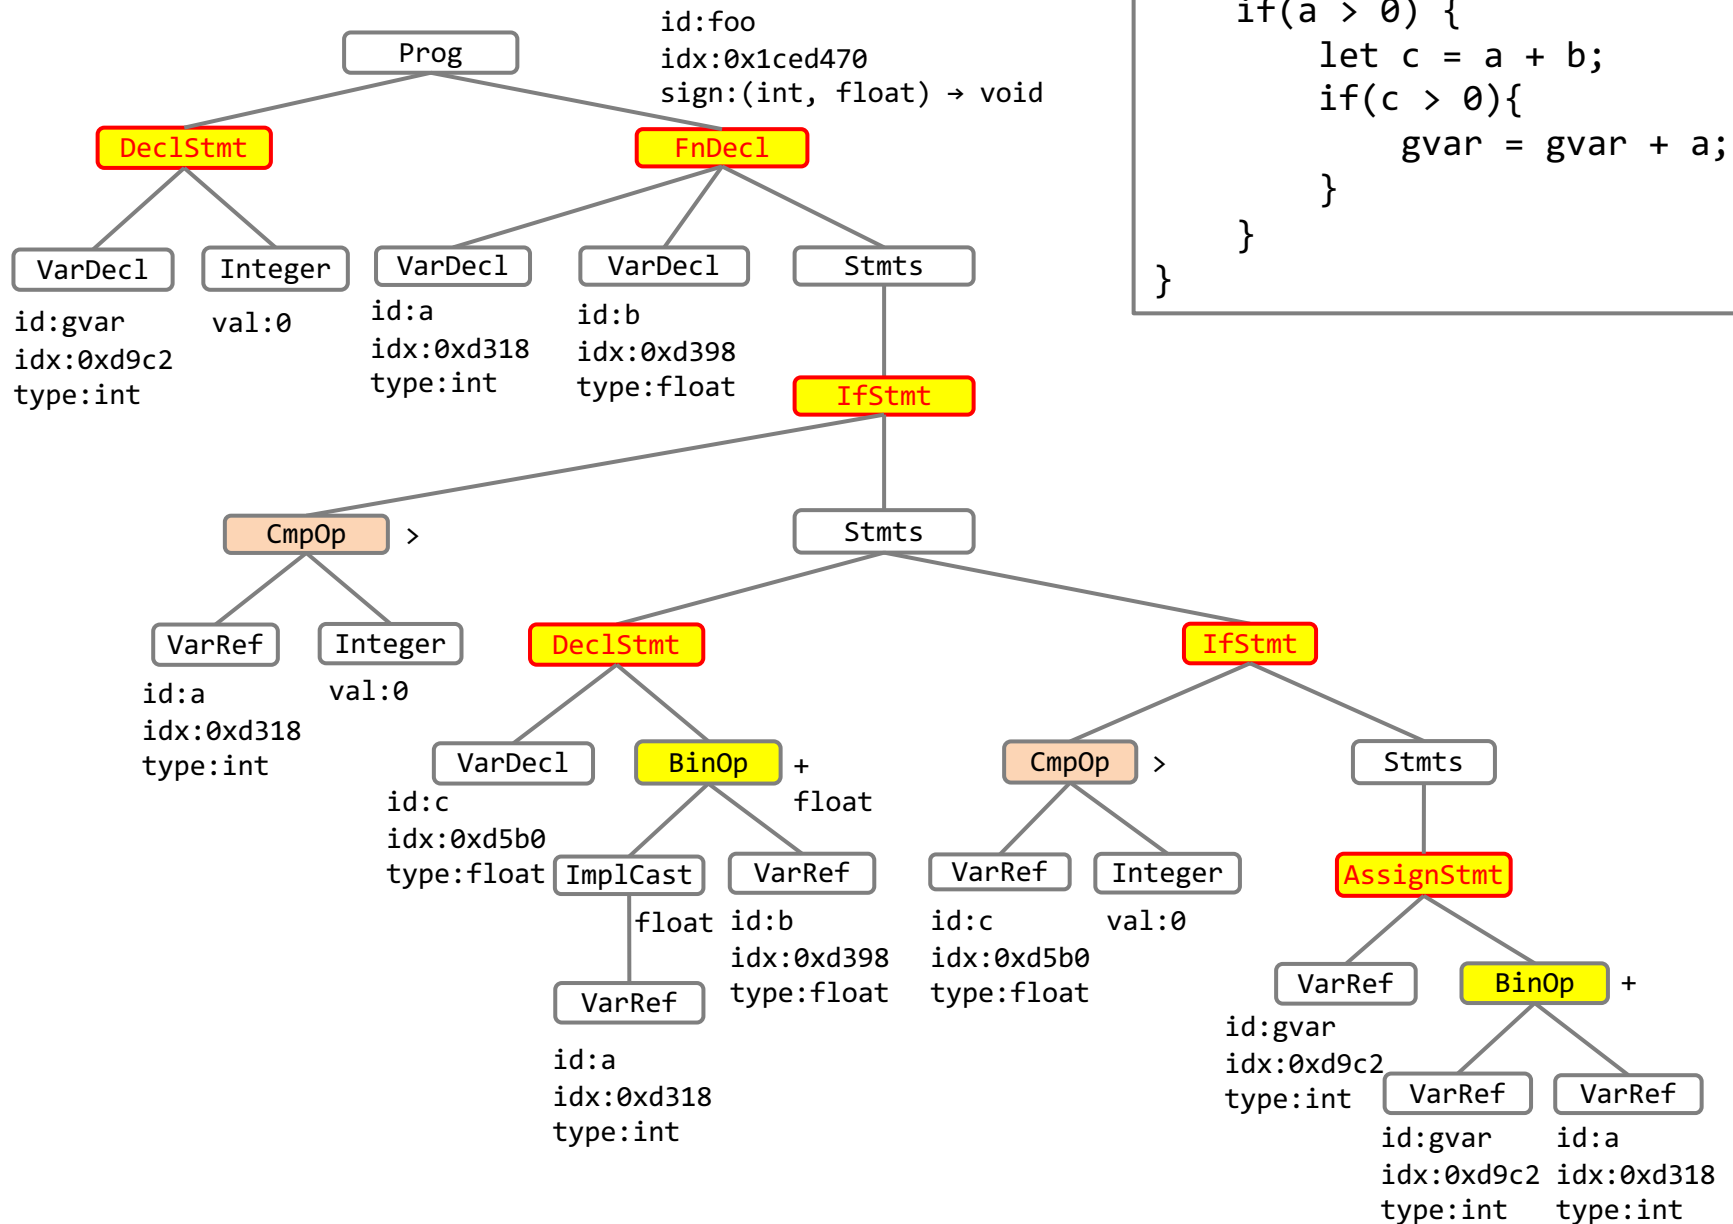 if(a > 0) {
let c = a + b;
if(c > 0){
gvar = gvar + a;
}
}
}
id:foo
idx:0x1ced470
sign:(int, float) → void
Prog
DeclStmt
FnDecl
VarDecl
Integer
VarDecl
VarDecl
Stmts
id:gvar
idx:0xd9c2
type:int
val:0
id:a
idx:0xd318
type:int
id:b
idx:0xd398
type:float
IfStmt
CmpOp >
Stmts
VarRef
Integer
DeclStmt
IfStmt
id:a
idx:0xd318
type:int
val:0
VarDecl
BinOp +
float
CmpOp >
Stmts
id:c
idx:0xd5b0
type:float
ImplCast
float
VarRef
id:b
idx:0xd398
type:float
VarRef
Integer
AssignStmt
id:c
idx:0xd5b0
type:float
val:0
VarRef
id:a
idx:0xd318
type:int
VarRef
BinOp +
id:gvar
idx:0xd9c2
type:int
VarRef
VarRef
id:gvar
idx:0xd9c2
type:int
id:a
idx:0xd318
type:int